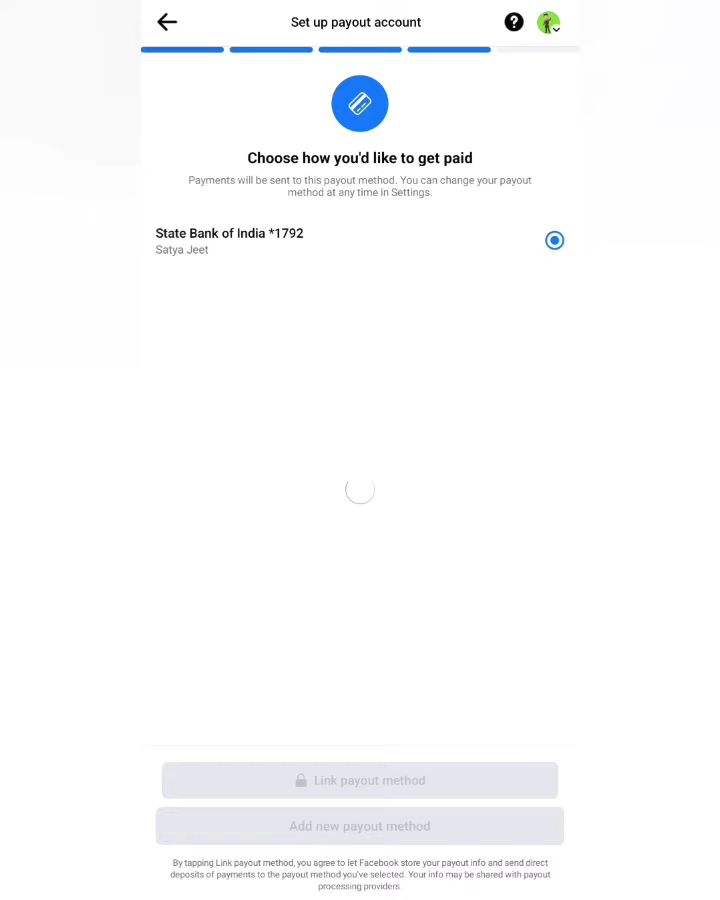 Set up payout account
Choose how you'd like to get paid
Payments will be sent to this payout method. You can change your payout
method at any time in Settings.
State Bank of India *1792
Satya Jeet
Link payout method
Add new payout method
By tapping Link payout method, you agree to let Facebook store your payout info and send direct
deposits of payments to the payout method you've selected. Your info may be shared with payout
processing providers.